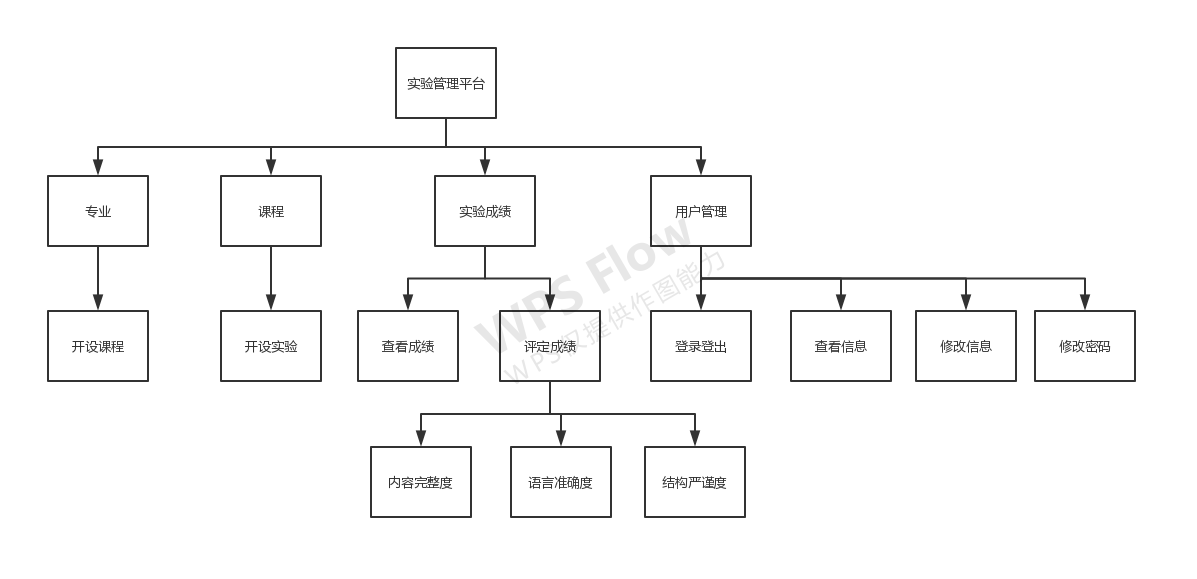 实验管理平台
专业
课程
实验成绩
用户管理
开设课程
开设实验
查看成绩
评定成绩
登录登出
查看信息
修改信息
修改密码
内容完整度
语言准确度
结构严谨度
WPS Flow
WPS仅提供作图能力